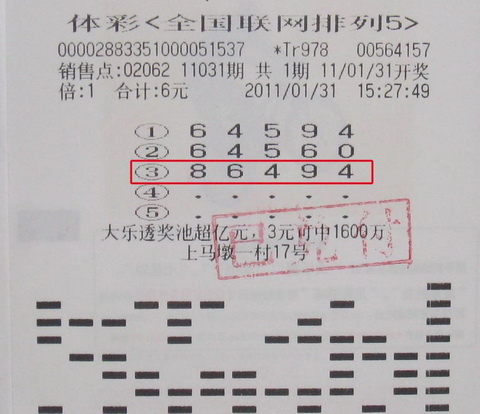 体彩<全国联网排列5>
00002883351000051537 *Tr978 00564157
销售点:02062 11031期 共 1期 11/01/31开奖
倍:1 合计:6元 2011/01/31 15:27:49
① 6 4 5 9 4
② 6 4 5 6 0
③ 8 6 4 9 4
④ . . . . .
⑤ . . . . .
大乐透奖池超亿元，3元可中1600万
上马墩一村17号
已兑付